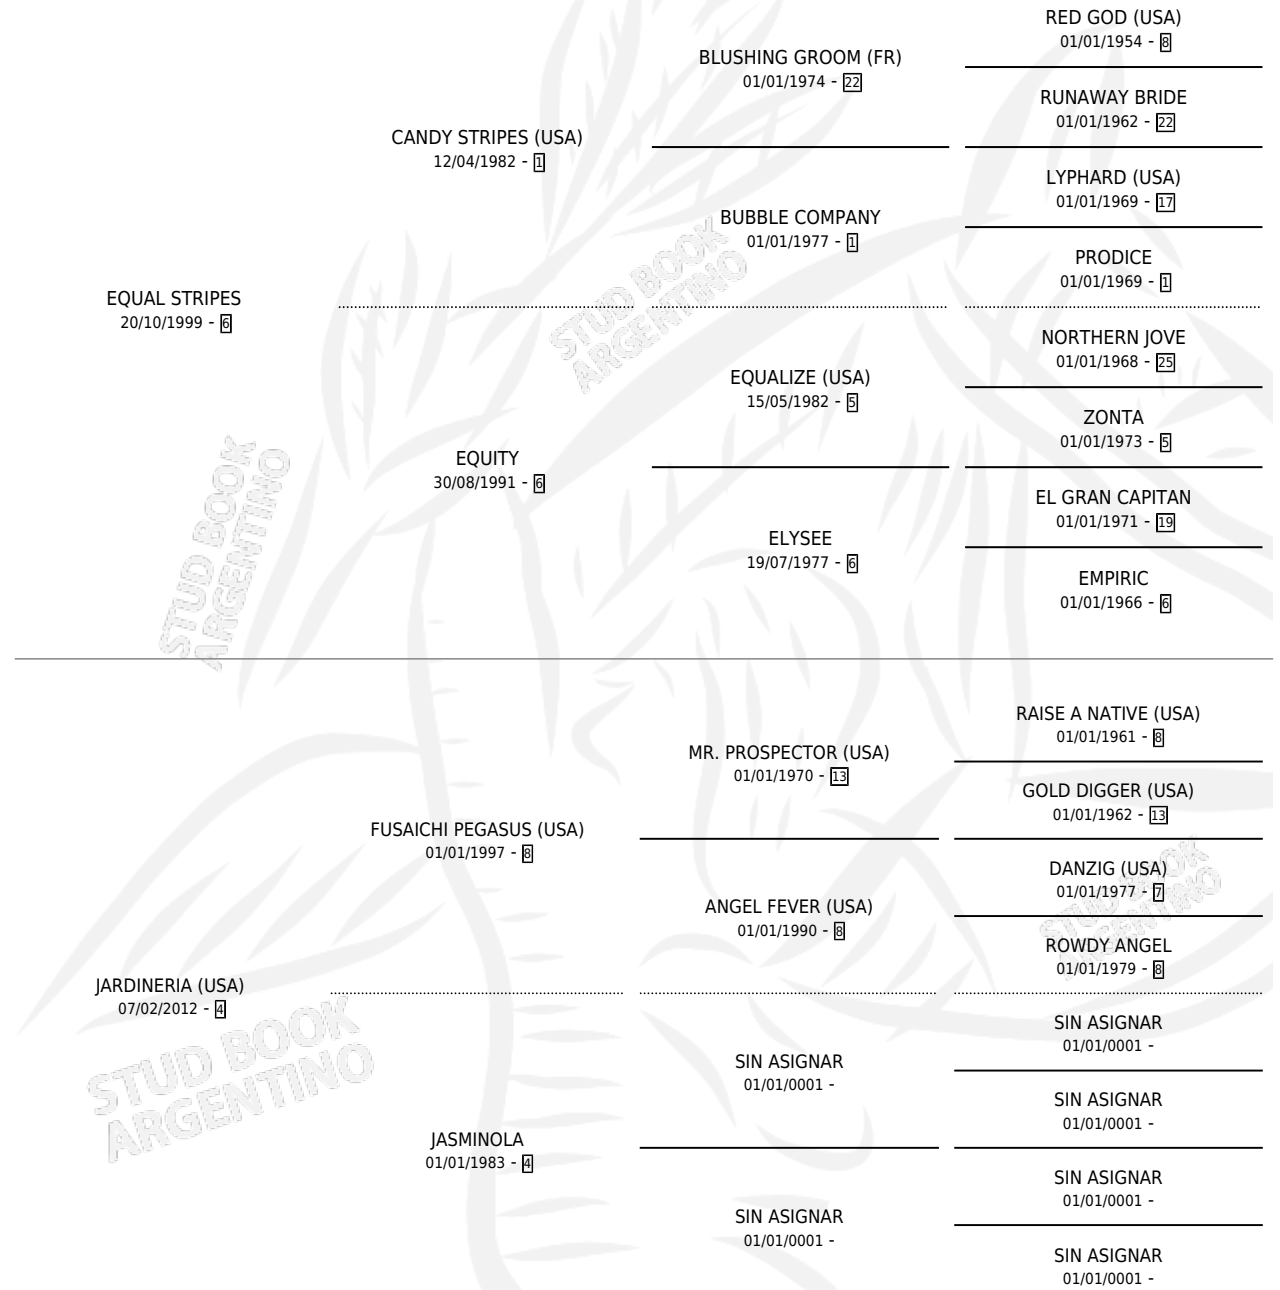 RED GOD (USA)
01/01/1954 - 8
BLUSHING GROOM (FR)
01/01/1974 - 22
RUNAWAY BRIDE
01/01/1962 - 22
CANDY STRIPES (USA)
12/04/1982 - 1
LYPHARD (USA)
01/01/1969 - 17
BUBBLE COMPANY
01/01/1977 - 1
PRODICE
01/01/1969 - 1
EQUAL STRIPES
20/10/1999 - 6
STUD BOOK
ARGENTINO
NORTHERN JOVE
01/01/1968 - 25
EQUALIZE (USA)
15/05/1982 - 5
ZONTA
01/01/1973 - 5
EQUITY
30/08/1991 - 6
EL GRAN CAPITAN
01/01/1971 - 19
ELYSEE
19/07/1977 - 6
EMPIRIC
01/01/1966 - 6
STUD BOOK
ARGENTINO
RAISE A NATIVE (USA)
01/01/1961 - 8
MR. PROSPECTOR (USA)
01/01/1970 - 13
GOLD DIGGER (USA)
01/01/1962 - 13
FUSAICHI PEGASUS (USA)
01/01/1997 - 8
DANZIG (USA)
01/01/1977 - 7
ANGEL FEVER (USA)
01/01/1990 - 8
STUD BOOK
ARGENTINO
ROWDY ANGEL
01/01/1979 - 8
JARDINERIA (USA)
07/02/2012 - 4
STUD BOOK
ARGENTINO
SIN ASIGNAR
01/01/0001 -
SIN ASIGNAR
01/01/0001 -
SIN ASIGNAR
01/01/0001 -
JASMINOLA
01/01/1983 - 4
SIN ASIGNAR
01/01/0001 -
SIN ASIGNAR
01/01/0001 -
SIN ASIGNAR
01/01/0001 -